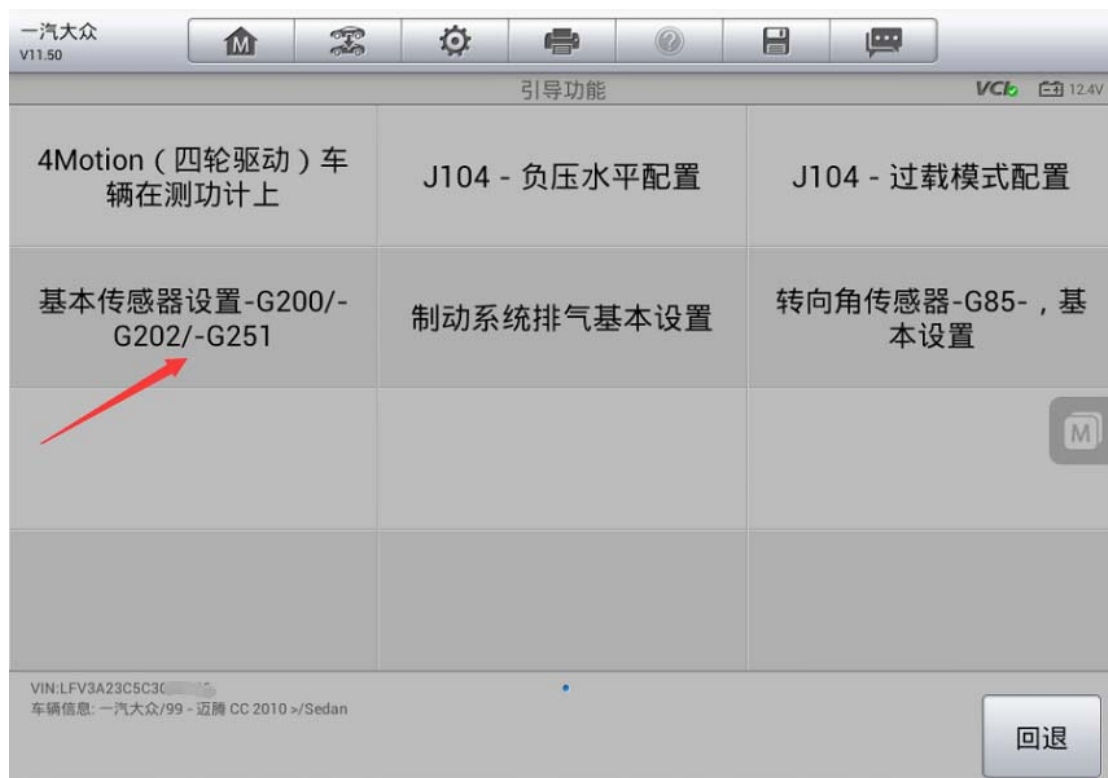 一汽大众
V11.50
M
引导功能
VCI
12.4V
4Motion（四轮驱动）车
辆在测功计上
J104 - 负压水平配置
J104 - 过载模式配置
基本传感器设置-G200/-
G202/-G251
制动系统排气基本设置
转向角传感器-G85-，基
本设置
M
VIN:LFV3A23C5C3
车辆信息: 一汽大众/99 - 迈腾 CC 2010 >/Sedan
回退